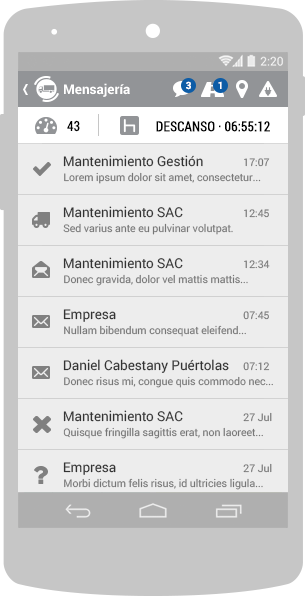 2:20
Mensajería
3
1
43
DESCANSO · 06:55:12
Mantenimiento Gestión 17:07
Lorem ipsum dolor sit amet, consectetur...
Mantenimiento SAC 12:45
Sed varius ante eu pulvinar volutpat.
Mantenimiento SAC 12:34
Donec gravida, dolor vel mattis mattis...
Empresa 07:45
Nullam bibendum consequat eleifend...
Daniel Cabestany Puértolas 07:12
Donec risus mi, congue quis commodo nec...
Mantenimiento SAC 27 Jul
Quisque fringilla sagittis erat, non laoreet...
Empresa 27 Jul
Morbi dictum felis risus, id ultricies ligula...